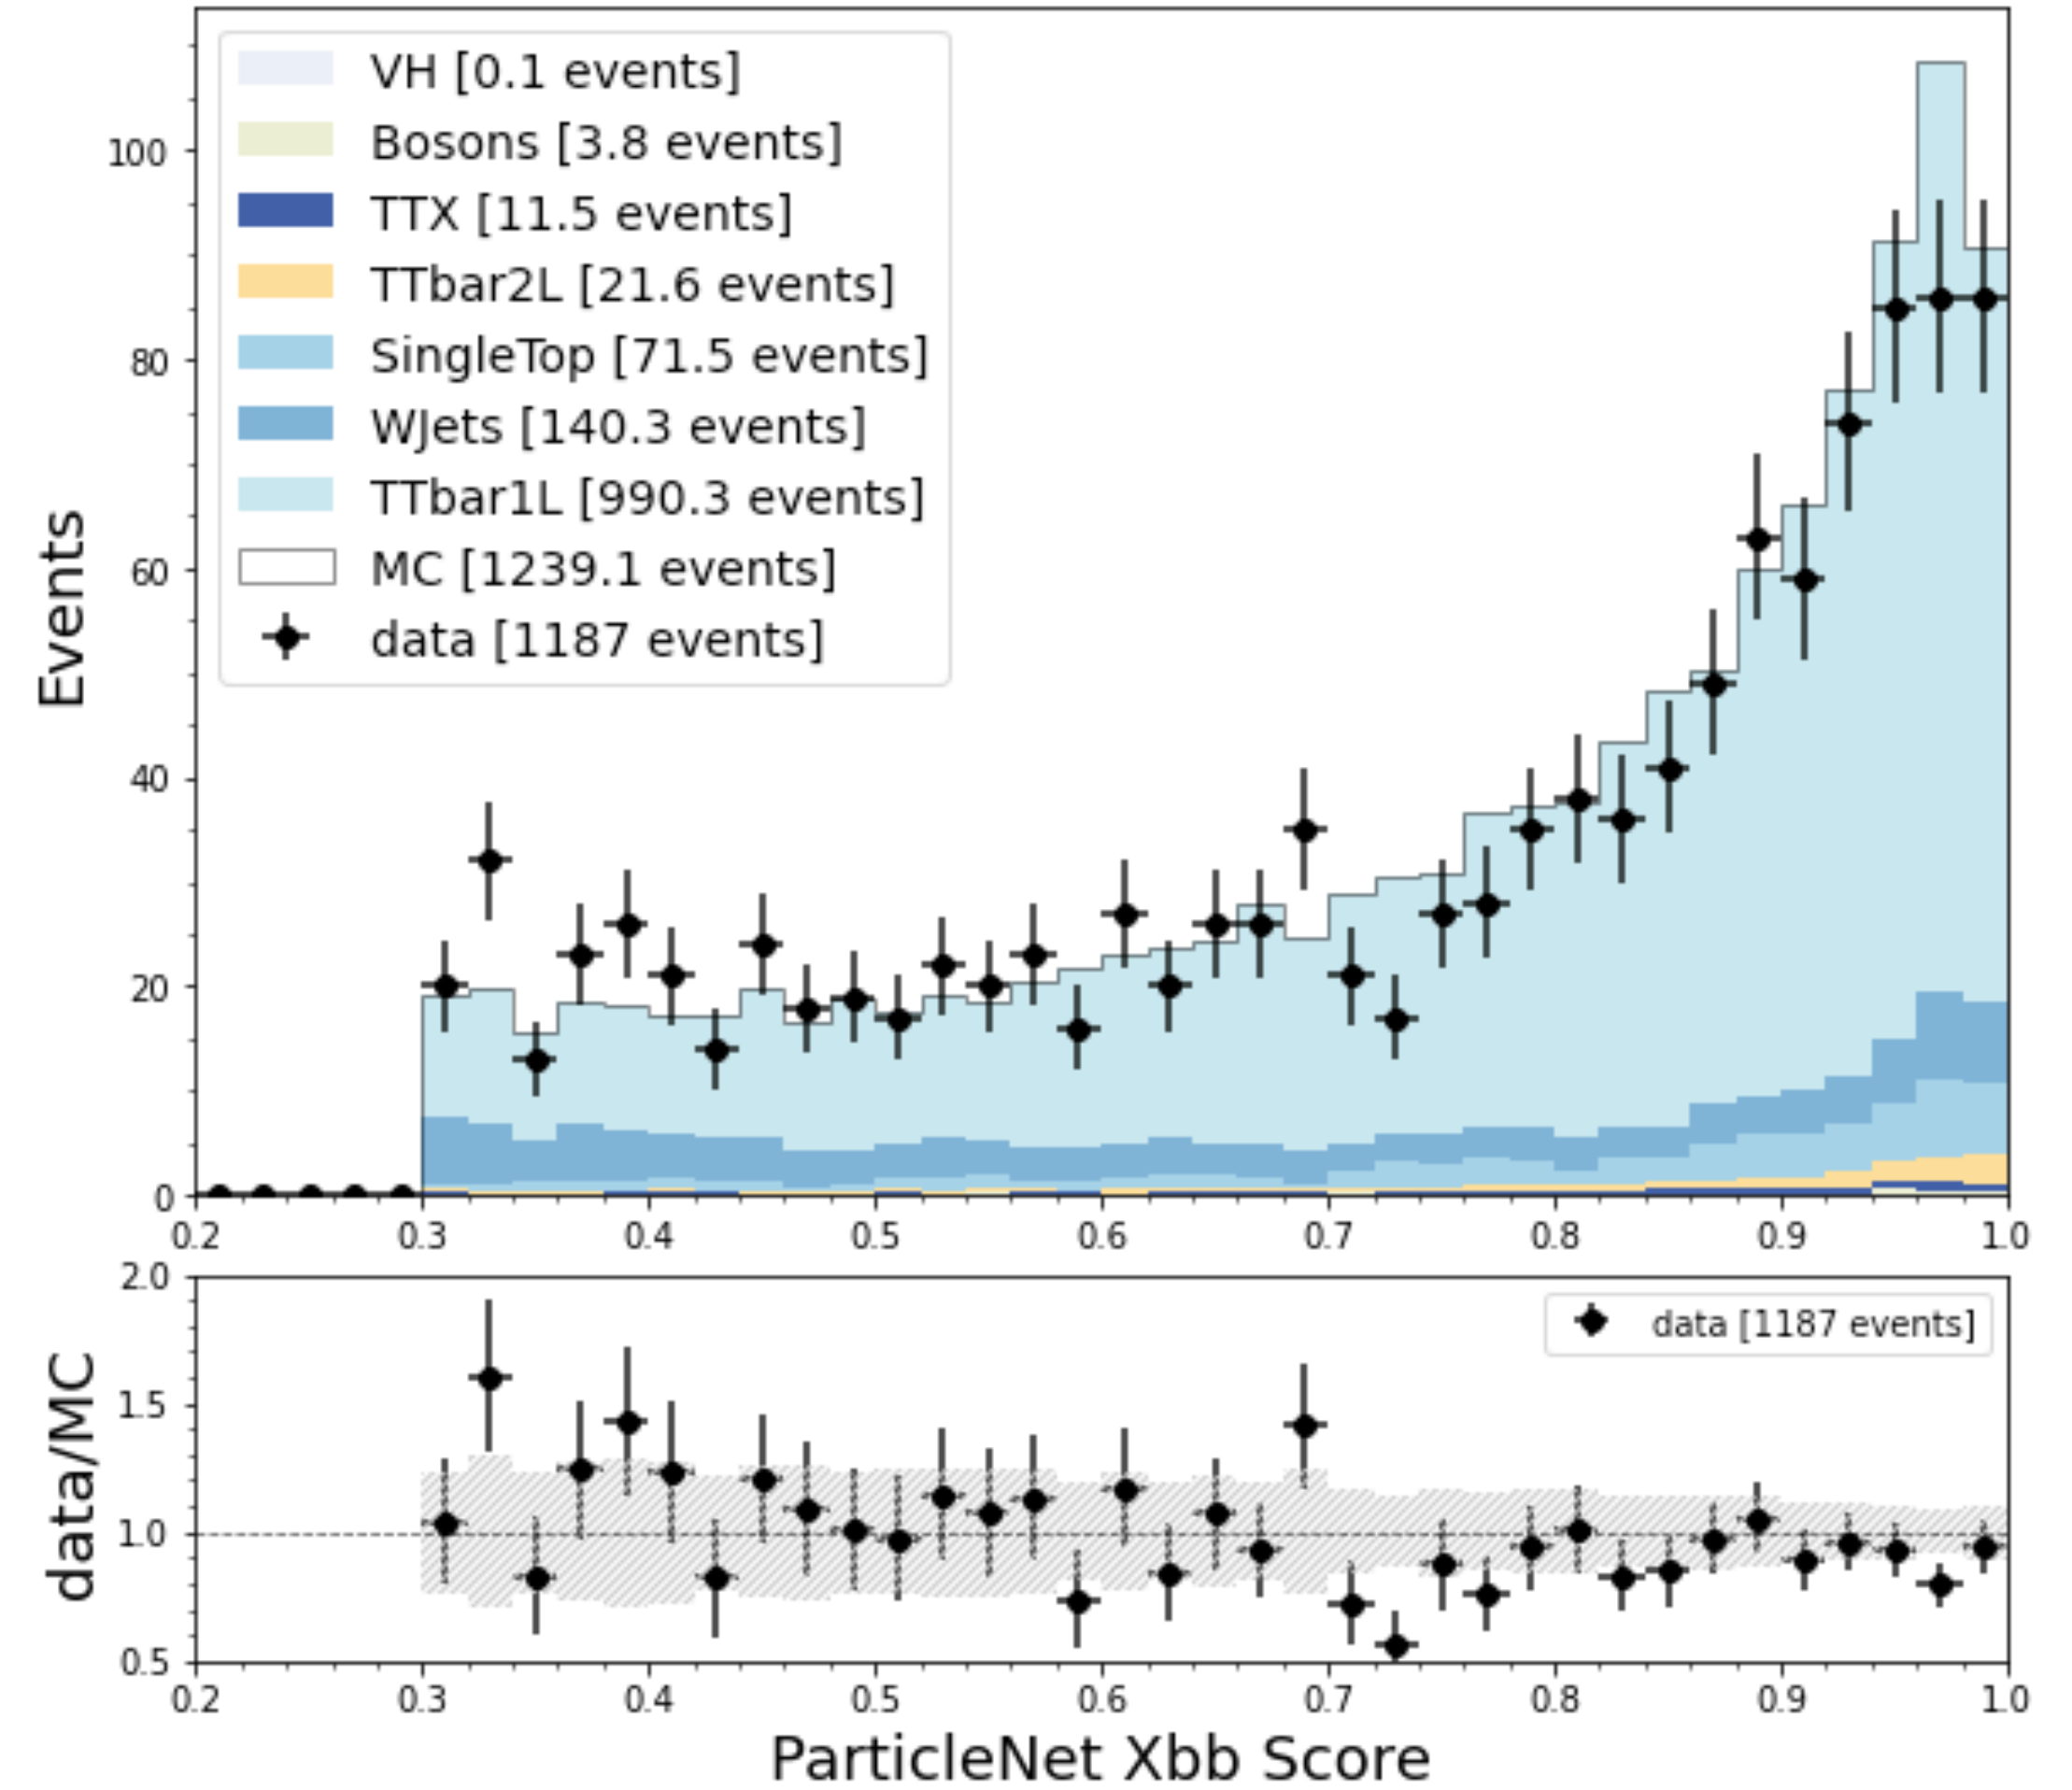 VH [0.1 events]
Bosons [3.8 events]
TTX [11.5 events]
TTbar2L [21.6 events]
SingleTop [71.5 events]
WJets [140.3 events]
TTbar1L [990.3 events]
MC [1239.1 events]
data [1187 events]
Events
100
80
60
40
20
0
0.2 0.3 0.4 0.5 0.6 0.7 0.8 0.9 1.0
data [1187 events]
data/MC
2.0
1.5
1.0
0.5
0.2 0.3 0.4 0.5 0.6 0.7 0.8 0.9 1.0
ParticleNet Xbb Score